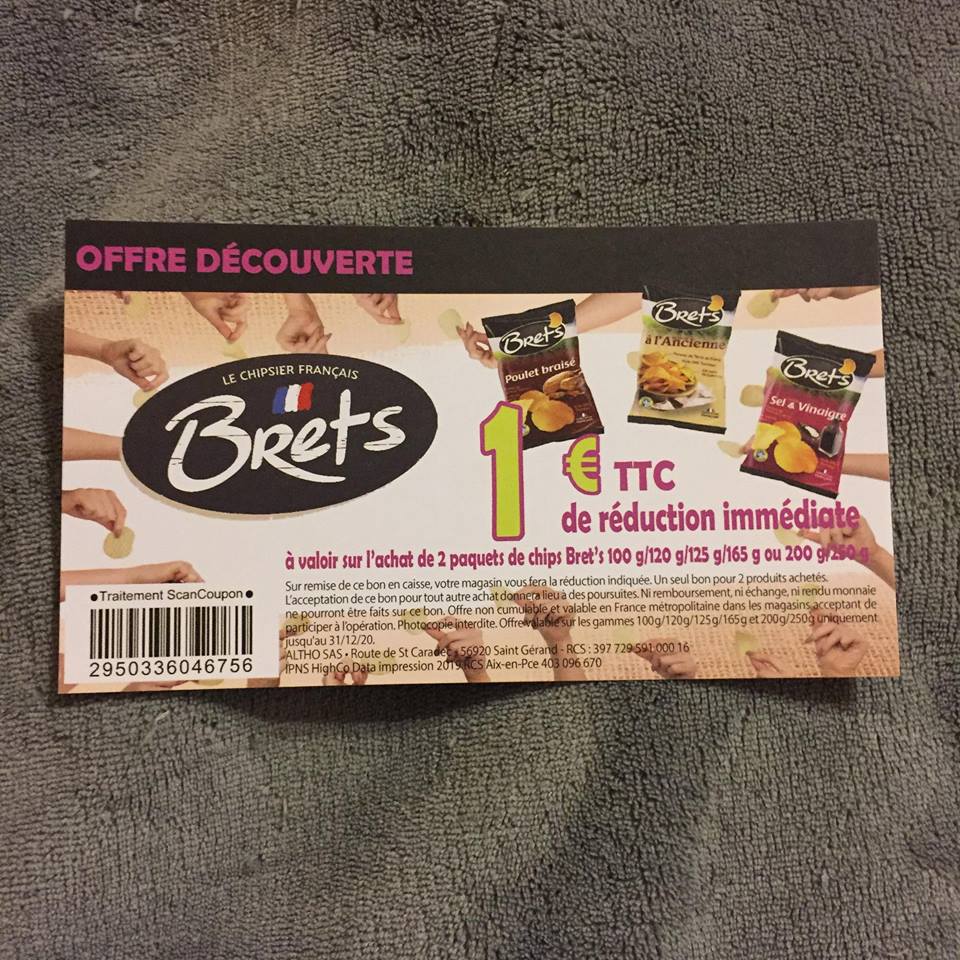 OFFRE DÉCOUVERTE
LE CHIPSIER FRANÇAIS
Brets
Bret's
Poulet braisé
Bret's
à l'Ancienne
Bret's
Sel & Vinaigre
1 € TTC
de réduction immédiate
à valoir sur l'achat de 2 paquets de chips Bret's 100 g/120 g/125 g/165 g ou 200 g/250 g
Sur remise de ce bon en caisse, votre magasin vous fera la réduction indiquée. Un seul bon pour 2 produits achetés.
L'acceptation de ce bon pour tout autre achat donnera lieu à des poursuites. Ni remboursement, ni échange, ni rendu monnaie
ne pourront être faits sur ce bon. Offre non cumulable et valable en France métropolitaine dans les magasins acceptant de
participer à l'opération. Photocopie interdite. Offre valable sur les gammes 100g/120g/125g/165g et 200g/250g uniquement
jusqu'au 31/12/20.
ALTHO SAS • Route de St Caradec • 56920 Saint Gérand - RCS : 397 729 591 000 16
IPNS HighCo Data impression 2019 RCS Aix-en-Pce 403 096 670
•Traitement ScanCoupon•
2950336046756